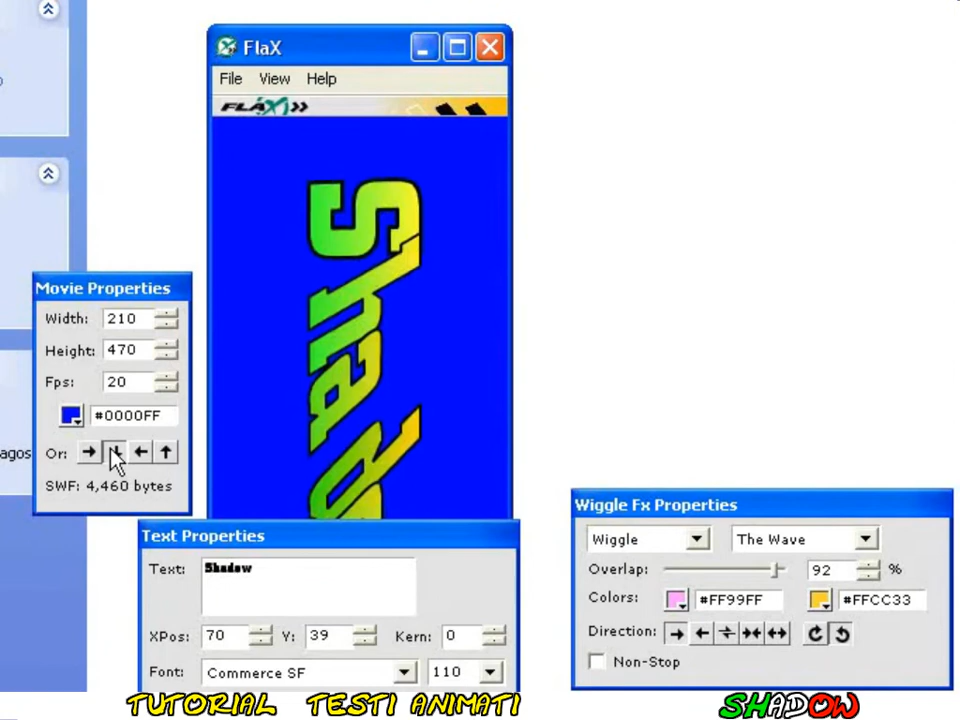 FlaX
File View Help
FLAX
Shadow
agos
Movie Properties
Width: 210
Height: 470
Fps: 20
#0000FF
Or:
SWF: 4,460 bytes
Text Properties
Text: Shadow
XPos: 70 Y: 39 Kern: 0
Font: Commerce SF 110
Wiggle Fx Properties
Wiggle The Wave
Overlap: 92 %
Colors: #FF99FF #FFCC33
Direction:
Non-Stop
TUTORIAL TESTI ANIMATI SHADOW